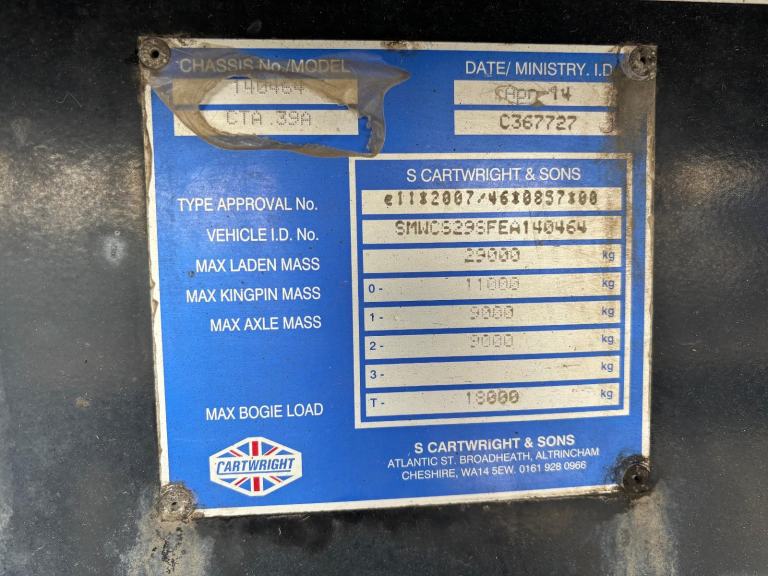 CHASSIS No./MODEL
140464
CTA 39A
DATE/ MINISTRY. I.D
Apr-14
C367727
S CARTWRIGHT & SONS
TYPE APPROVAL No. e11*2007/46*0857*00
VEHICLE I.D. No. SMWCS29SFEA140464
MAX LADEN MASS 29000 kg
MAX KINGPIN MASS 0- 11000 kg
MAX AXLE MASS 1- 9000 kg
2- 9000 kg
3- kg
MAX BOGIE LOAD T- 18000 kg
CARTWRIGHT
S CARTWRIGHT & SONS
ATLANTIC ST. BROADHEATH, ALTRINCHAM
CHESHIRE, WA14 5EW. 0161 928 0966